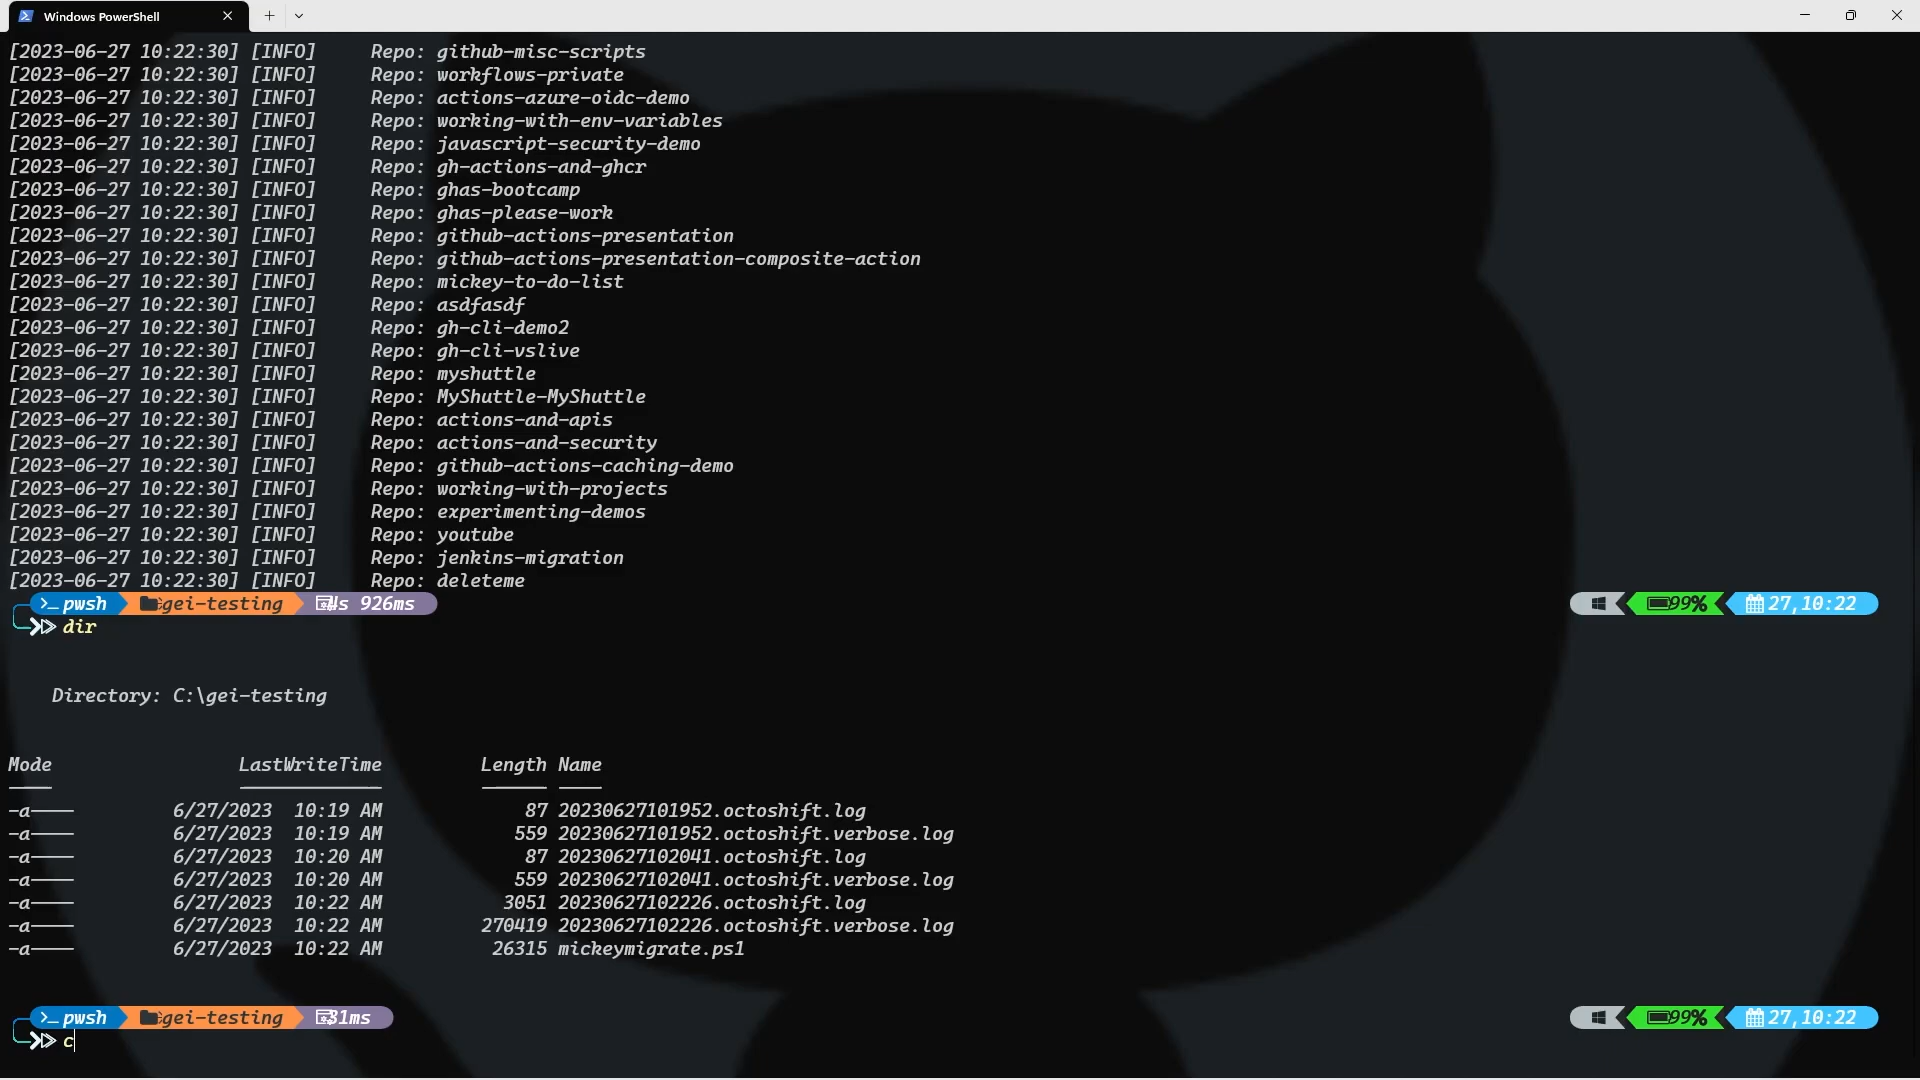 Windows PowerShell
[2023-06-27 10:22:30] [INFO] Repo: github-misc-scripts
[2023-06-27 10:22:30] [INFO] Repo: workflows-private
[2023-06-27 10:22:30] [INFO] Repo: actions-azure-oidc-demo
[2023-06-27 10:22:30] [INFO] Repo: working-with-env-variables
[2023-06-27 10:22:30] [INFO] Repo: javascript-security-demo
[2023-06-27 10:22:30] [INFO] Repo: gh-actions-and-ghcr
[2023-06-27 10:22:30] [INFO] Repo: ghas-bootcamp
[2023-06-27 10:22:30] [INFO] Repo: ghas-please-work
[2023-06-27 10:22:30] [INFO] Repo: github-actions-presentation
[2023-06-27 10:22:30] [INFO] Repo: github-actions-presentation-composite-action
[2023-06-27 10:22:30] [INFO] Repo: mickey-to-do-list
[2023-06-27 10:22:30] [INFO] Repo: asdfasdf
[2023-06-27 10:22:30] [INFO] Repo: gh-cli-demo2
[2023-06-27 10:22:30] [INFO] Repo: gh-cli-vslive
[2023-06-27 10:22:30] [INFO] Repo: myshuttle
[2023-06-27 10:22:30] [INFO] Repo: MyShuttle-MyShuttle
[2023-06-27 10:22:30] [INFO] Repo: actions-and-apis
[2023-06-27 10:22:30] [INFO] Repo: actions-and-security
[2023-06-27 10:22:30] [INFO] Repo: github-actions-caching-demo
[2023-06-27 10:22:30] [INFO] Repo: working-with-projects
[2023-06-27 10:22:30] [INFO] Repo: experimenting-demos
[2023-06-27 10:22:30] [INFO] Repo: youtube
[2023-06-27 10:22:30] [INFO] Repo: jenkins-migration
[2023-06-27 10:22:30] [INFO] Repo: deleteme
pwsh gei-testing 926ms 99% 27,10:22
dir
Directory: C:\gei-testing
Mode LastWriteTime Length Name
-a---- 6/27/2023 10:19 AM 87 20230627101952.octoshift.log
-a---- 6/27/2023 10:19 AM 559 20230627101952.octoshift.verbose.log
-a---- 6/27/2023 10:20 AM 87 20230627102041.octoshift.log
-a---- 6/27/2023 10:20 AM 559 20230627102041.octoshift.verbose.log
-a---- 6/27/2023 10:22 AM 3051 20230627102226.octoshift.log
-a---- 6/27/2023 10:22 AM 270419 20230627102226.octoshift.verbose.log
-a---- 6/27/2023 10:22 AM 26315 mickeymigrate.ps1
pwsh gei-testing 99% 27,10:22
c